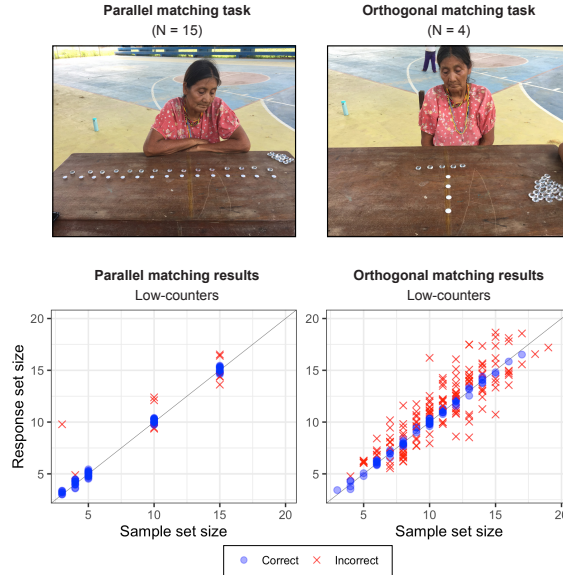 Parallel matching task
(N = 15)
Orthogonal matching task
(N = 4)
Parallel matching results
Low-counters
Orthogonal matching results
Low-counters
Response set size
20
15
10
5
5 10 15 20
Sample set size
20
15
10
5
5 10 15 20
Sample set size
Correct Incorrect